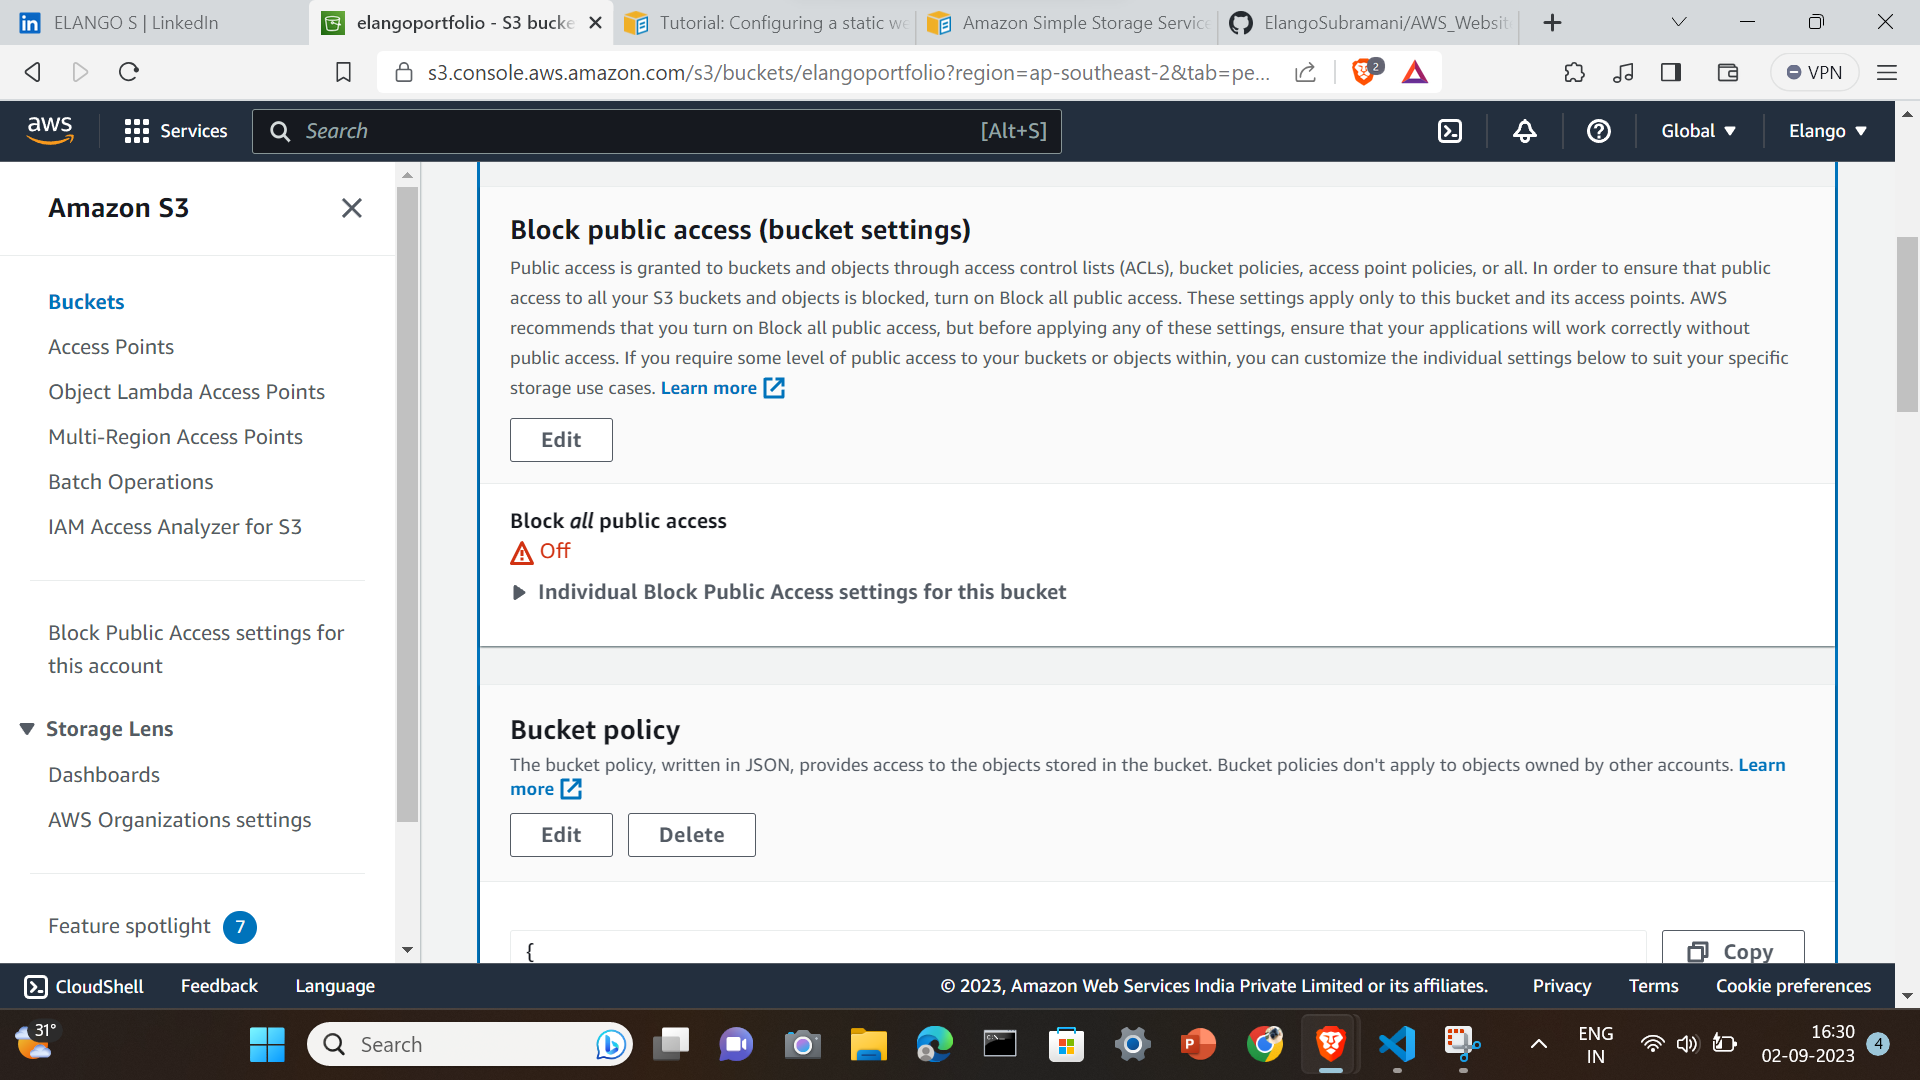 ELANGO S | LinkedIn
elangoportfolio - S3 bucke
Tutorial: Configuring a static we
Amazon Simple Storage Service
ElangoSubramani/AWS_Websit
s3.console.aws.amazon.com/s3/buckets/elangoportfolio?region=ap-southeast-2&tab=pe...
2
VPN
aws
Services
Search
[Alt+S]
Global
Elango
Amazon S3
Buckets
Access Points
Object Lambda Access Points
Multi-Region Access Points
Batch Operations
IAM Access Analyzer for S3
Block Public Access settings for
this account
Storage Lens
Dashboards
AWS Organizations settings
Feature spotlight 7
Block public access (bucket settings)
Public access is granted to buckets and objects through access control lists (ACLs), bucket policies, access point policies, or all. In order to ensure that public
access to all your S3 buckets and objects is blocked, turn on Block all public access. These settings apply only to this bucket and its access points. AWS
recommends that you turn on Block all public access, but before applying any of these settings, ensure that your applications will work correctly without
public access. If you require some level of public access to your buckets or objects within, you can customize the individual settings below to suit your specific
storage use cases. Learn more
Edit
Block all public access
Off
Individual Block Public Access settings for this bucket
Bucket policy
The bucket policy, written in JSON, provides access to the objects stored in the bucket. Bucket policies don't apply to objects owned by other accounts. Learn
more
Edit
Delete
{
Copy
CloudShell
Feedback
Language
© 2023, Amazon Web Services India Private Limited or its affiliates.
Privacy
Terms
Cookie preferences
31°
Search
ENG
IN
16:30
02-09-2023
4